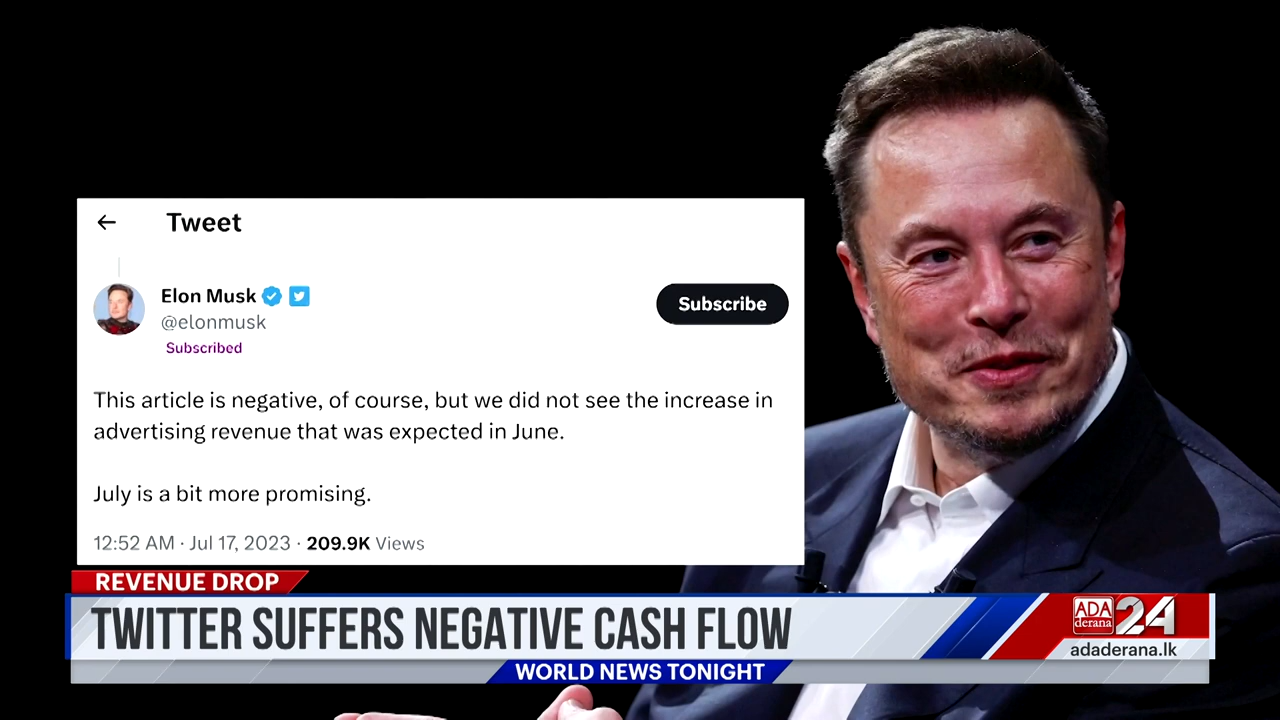 Tweet
Elon Musk
@elonmusk
Subscribed
Subscribe
This article is negative, of course, but we did not see the increase in
advertising revenue that was expected in June.
July is a bit more promising.
12:52 AM · Jul 17, 2023 · 209.9K Views
REVENUE DROP
TWITTER SUFFERS NEGATIVE CASH FLOW
WORLD NEWS TONIGHT
ADA
derana
24
adaderana.lk